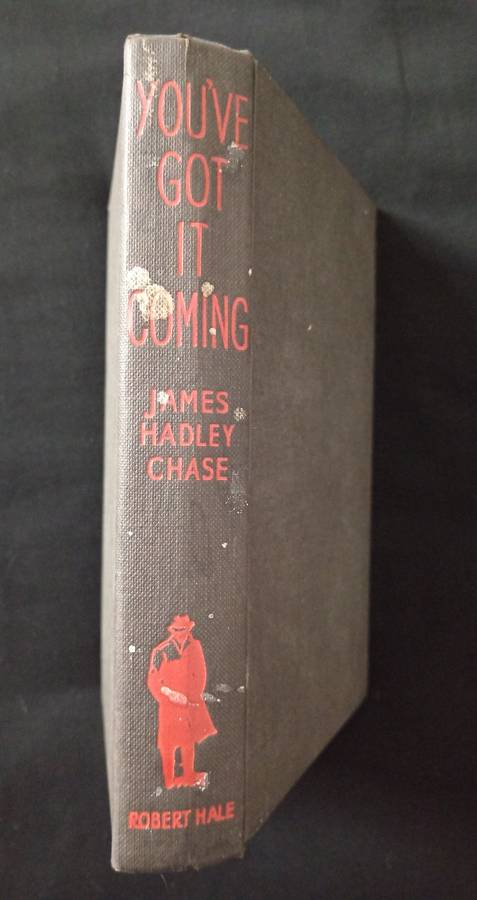 YOU'VE
GOT
IT
COMING
JAMES
HADLEY
CHASE
ROBERT HALE